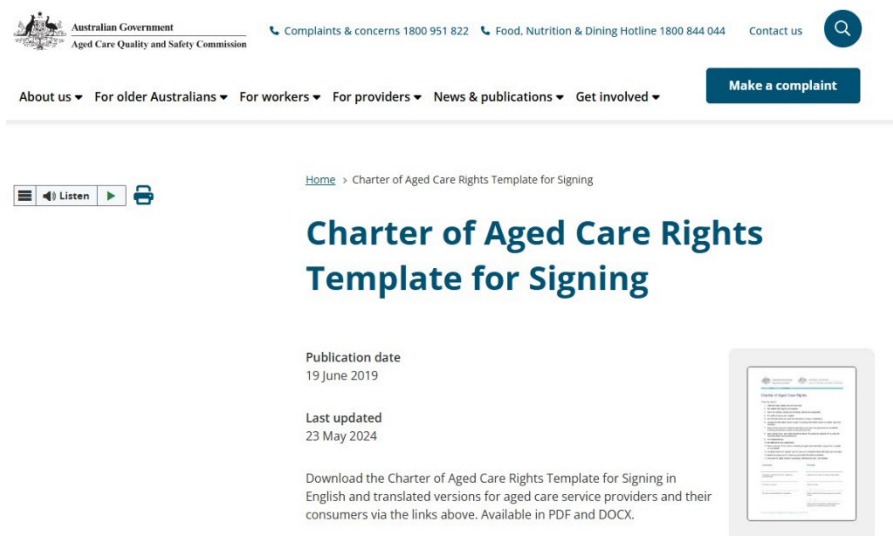 Australian Government
Aged Care Quality and Safety Commission
Complaints & concerns 1800 951 822
Food, Nutrition & Dining Hotline 1800 844 044
Contact us
About us
For older Australians
For workers
For providers
News & publications
Get involved
Make a complaint
Listen
Home > Charter of Aged Care Rights Template for Signing
Charter of Aged Care Rights
Template for Signing
Publication date
19 June 2019
Last updated
23 May 2024
Download the Charter of Aged Care Rights Template for Signing in
English and translated versions for aged care service providers and their
consumers via the links above. Available in PDF and DOCX.
Charter of Aged Care Rights